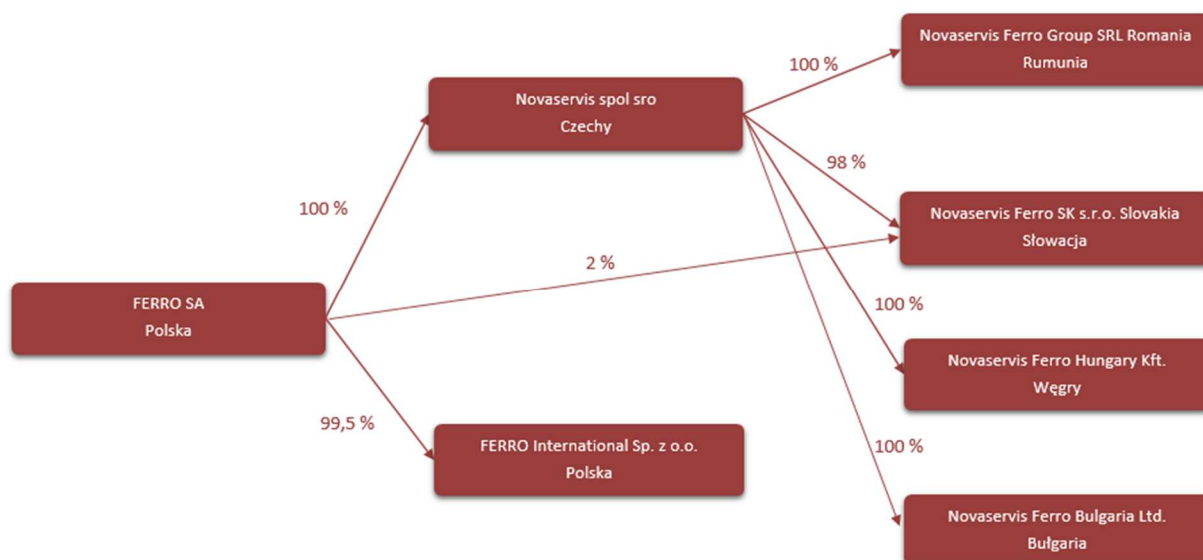 Novaservis Ferro Group SRL Romania
Rumunia
100 %
Novaservis spol sro
Czechy
98 %
Novaservis Ferro SK s.r.o. Slovakia
Słowacja
100 %
2 %
FERRO SA
Polska
100 %
Novaservis Ferro Hungary Kft.
Węgry
99,5 %
FERRO International Sp. z o.o.
Polska
100 %
Novaservis Ferro Bulgaria Ltd.
Bułgaria